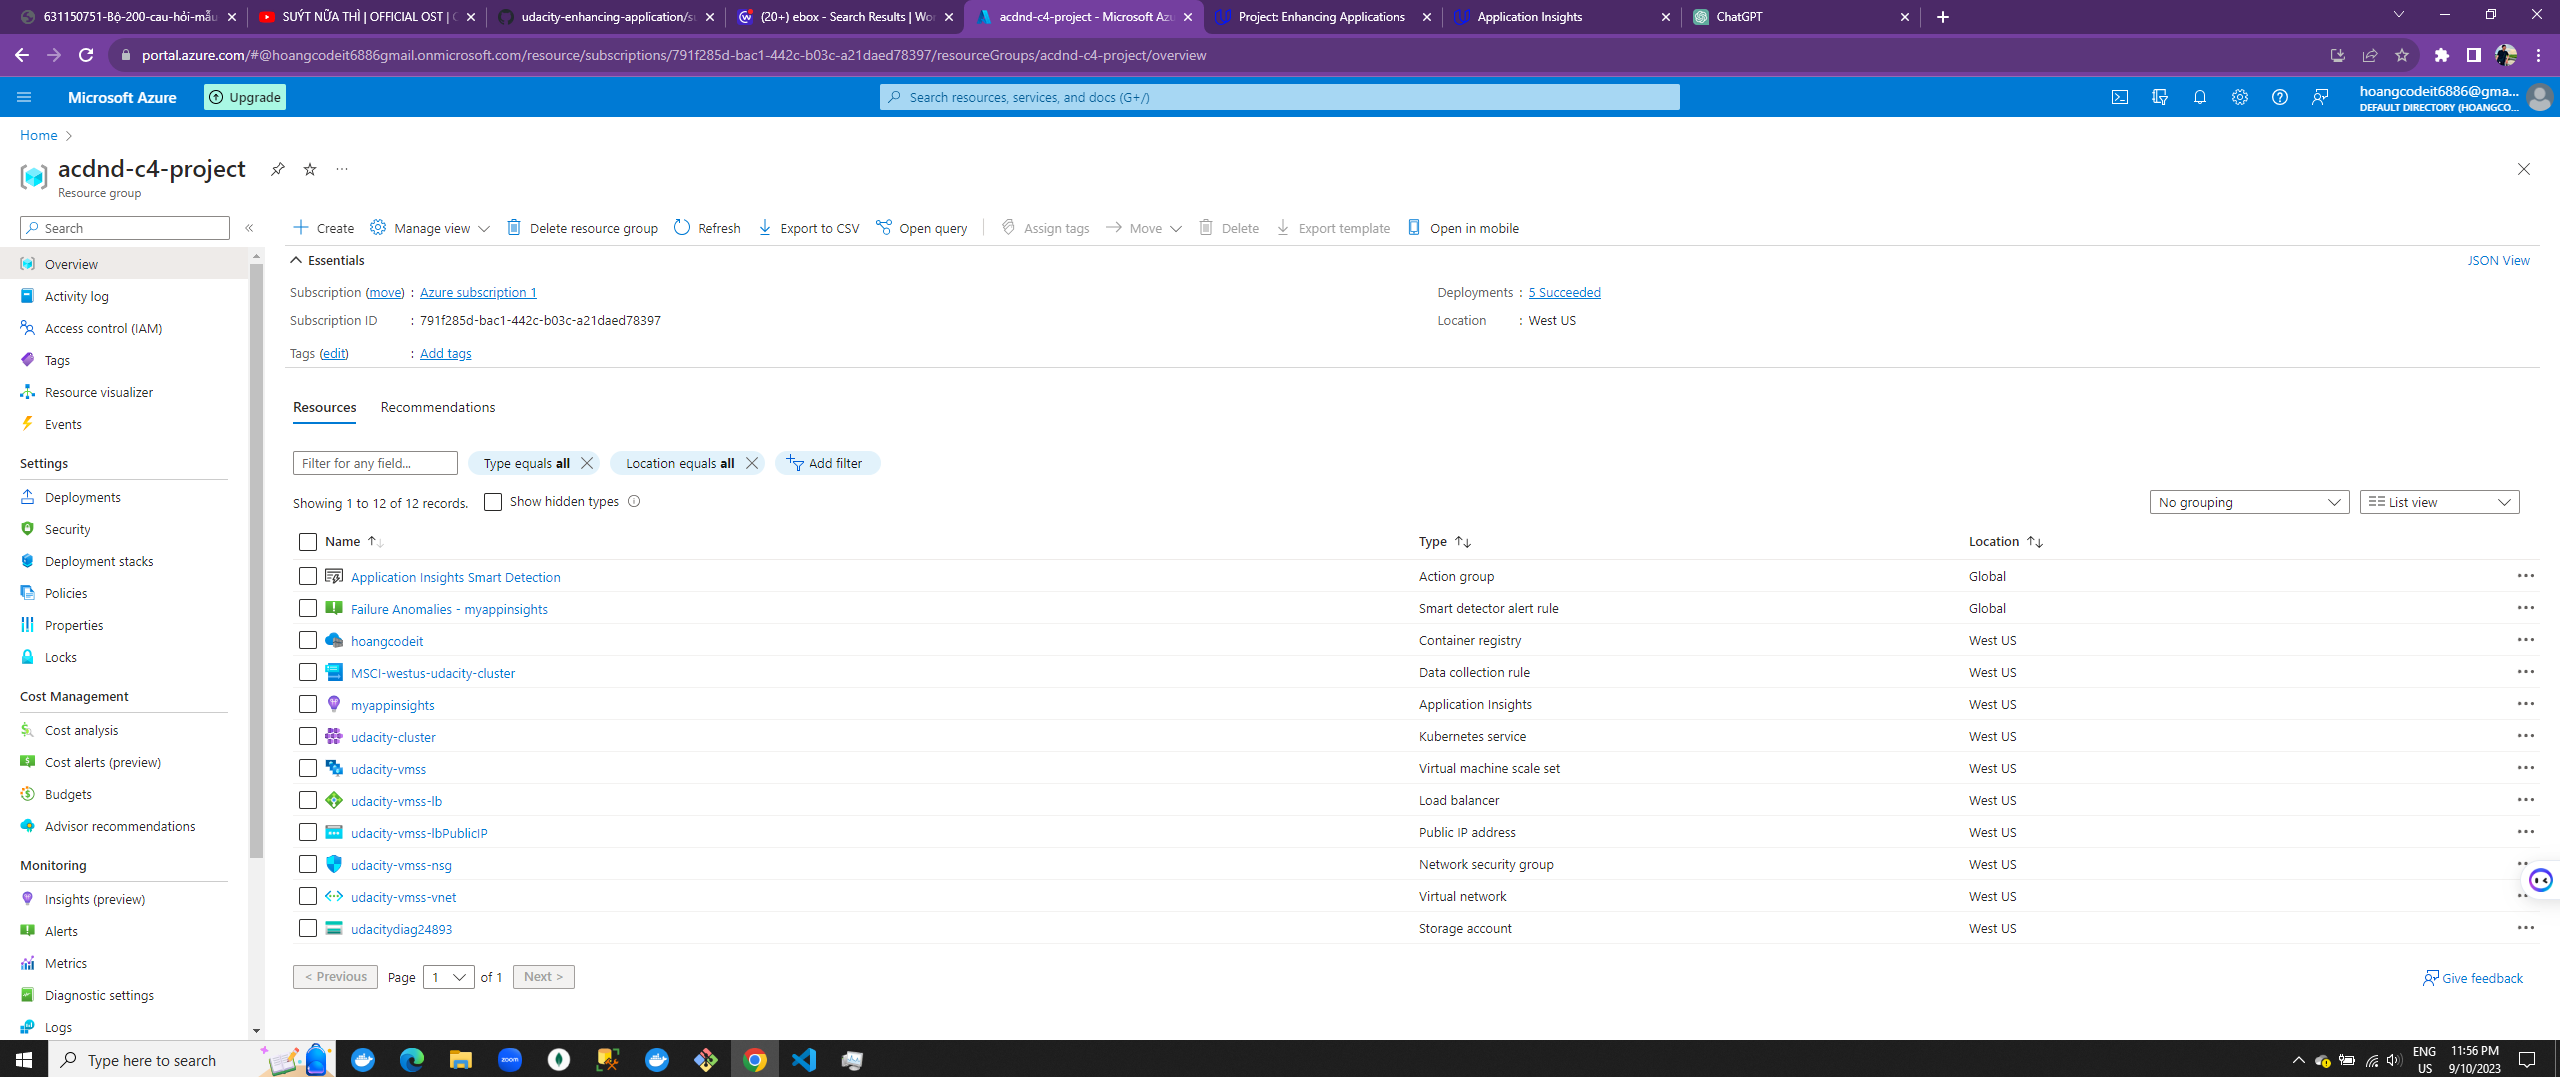 631150751-Bộ-200-cau-hỏi-mẫu
SUÝT NỮA THÌ | OFFICIAL OST |
udacity-enhancing-application/su
(20+) ebox - Search Results | Wor
acdnd-c4-project - Microsoft Azu
Project: Enhancing Applications
Application Insights
ChatGPT
portal.azure.com/#@hoangcodeit6886gmail.onmicrosoft.com/resource/subscriptions/791f285d-bac1-442c-b03c-a21daed78397/resourceGroups/acdnd-c4-project/overview
Microsoft Azure
Upgrade
Search resources, services, and docs (G+/)
hoangcodeit6886@gma...
DEFAULT DIRECTORY (HOANGCO...
Home
acdnd-c4-project
Resource group
Search
Create
Manage view
Delete resource group
Refresh
Export to CSV
Open query
Assign tags
Move
Delete
Export template
Open in mobile
Overview
Activity log
Access control (IAM)
Tags
Resource visualizer
Events
Settings
Deployments
Security
Deployment stacks
Policies
Properties
Locks
Cost Management
Cost analysis
Cost alerts (preview)
Budgets
Advisor recommendations
Monitoring
Insights (preview)
Alerts
Metrics
Diagnostic settings
Logs
Essentials
JSON View
Subscription (move) : Azure subscription 1
Deployments : 5 Succeeded
Subscription ID : 791f285d-bac1-442c-b03c-a21daed78397
Location : West US
Tags (edit) : Add tags
Resources
Recommendations
Filter for any field...
Type equals all
Location equals all
Add filter
Showing 1 to 12 of 12 records.
Show hidden types
No grouping
List view
Name Type Location
Application Insights Smart Detection Action group Global
Failure Anomalies - myappinsights Smart detector alert rule Global
hoangcodeit Container registry West US
MSCI-westus-udacity-cluster Data collection rule West US
myappinsights Application Insights West US
udacity-cluster Kubernetes service West US
udacity-vmss Virtual machine scale set West US
udacity-vmss-lb Load balancer West US
udacity-vmss-lbPublicIP Public IP address West US
udacity-vmss-nsg Network security group West US
udacity-vmss-vnet Virtual network West US
udacitydiag24893 Storage account West US
< Previous
Page 1 of 1
Next >
Give feedback
Type here to search
zoom
ENG
US
11:56 PM
9/10/2023